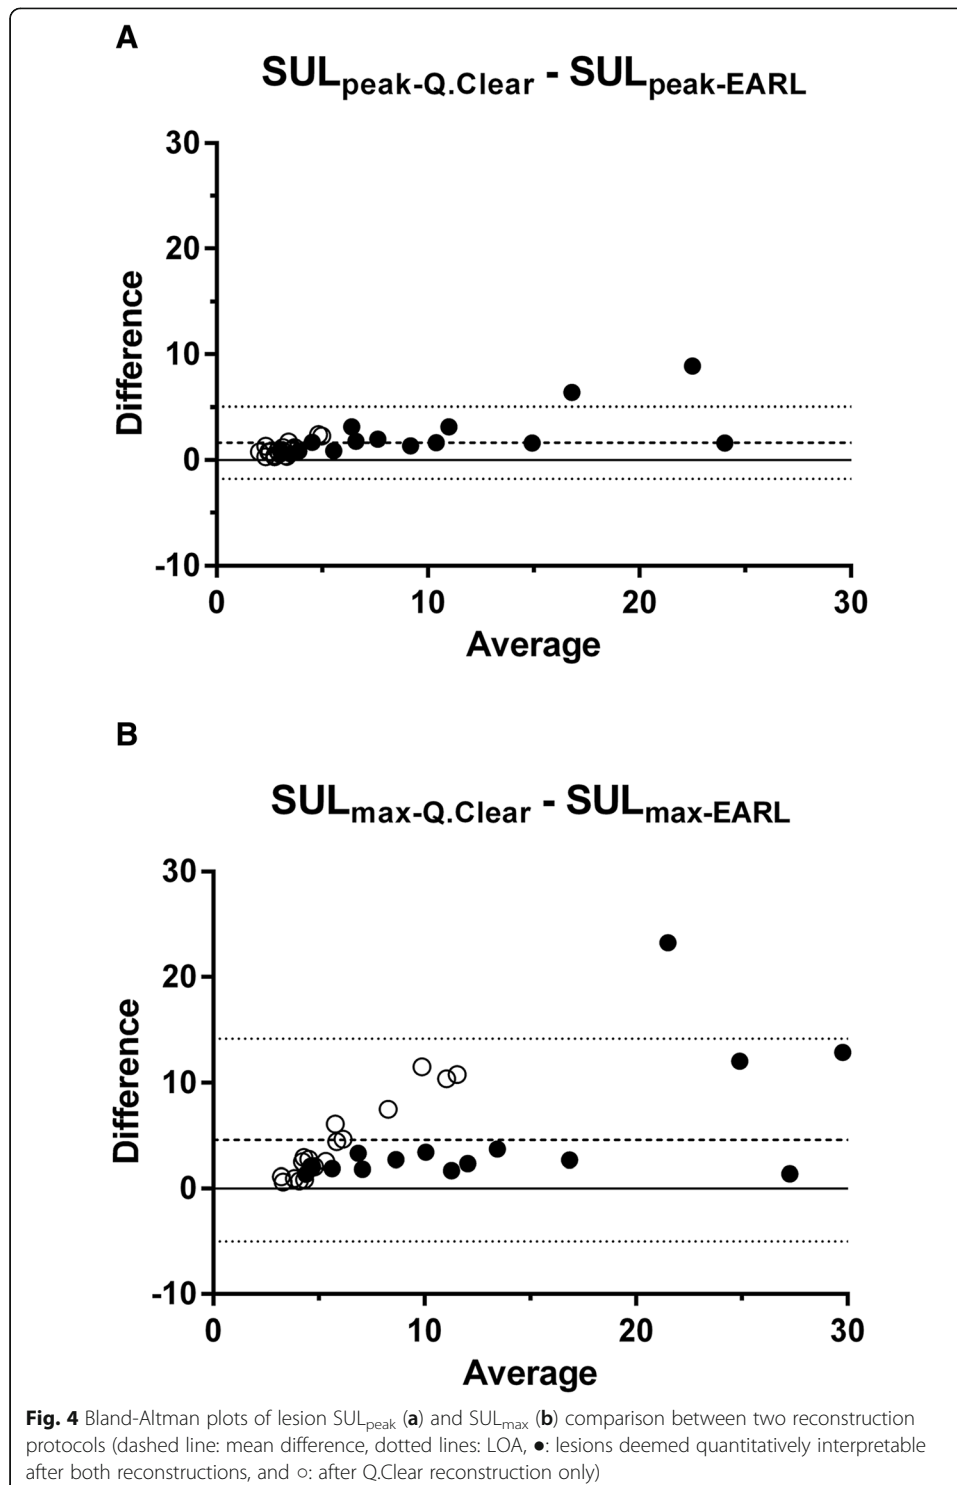 A
SULpeak-Q.Clear - SULpeak-EARL
30
20
10
0
-10
Difference
0 10 20 30
Average
B
SULmax-Q.Clear - SULmax-EARL
30
20
10
0
-10
Difference
0 10 20 30
Average
Fig. 4 Bland-Altman plots of lesion SULpeak (a) and SULmax (b) comparison between two reconstruction
protocols (dashed line: mean difference, dotted lines: LOA, ●: lesions deemed quantitatively interpretable
after both reconstructions, and ○: after Q.Clear reconstruction only)